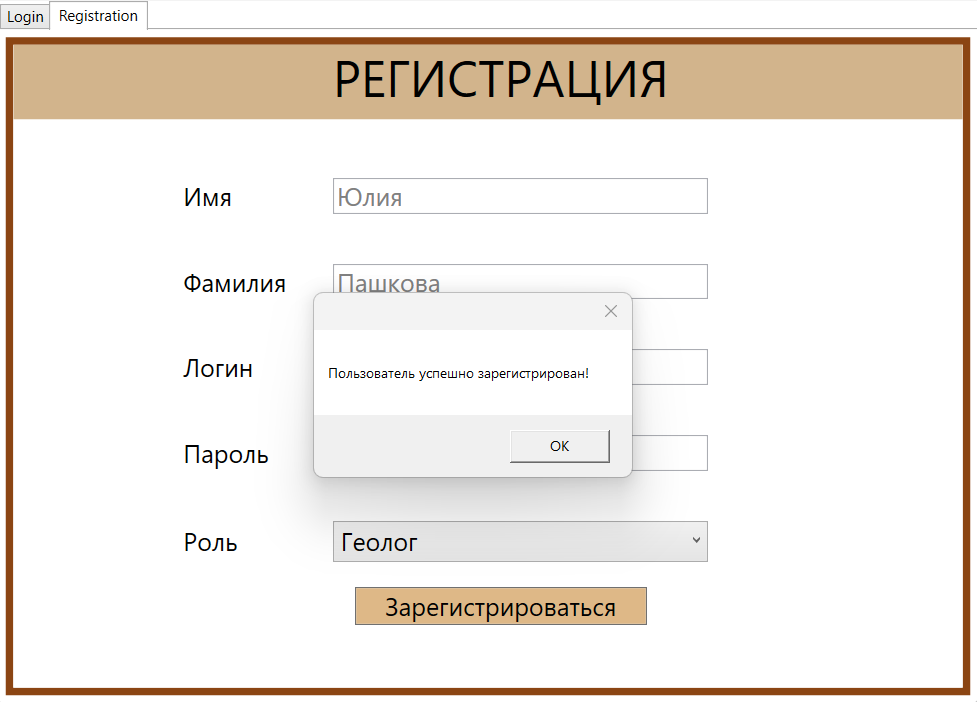 Login Registration
РЕГИСТРАЦИЯ
Имя Юлия
Фамилия Пашкова
Логин
Пользователь успешно зарегистрирован!
OK
Пароль
Роль Геолог
Зарегистрироваться